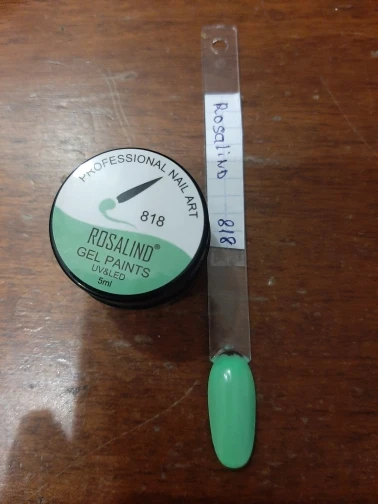 PROFESSIONAL NAIL ART
818
ROSALIND®
GEL PAINTS
UV&LED
5ml
Rosalind 818